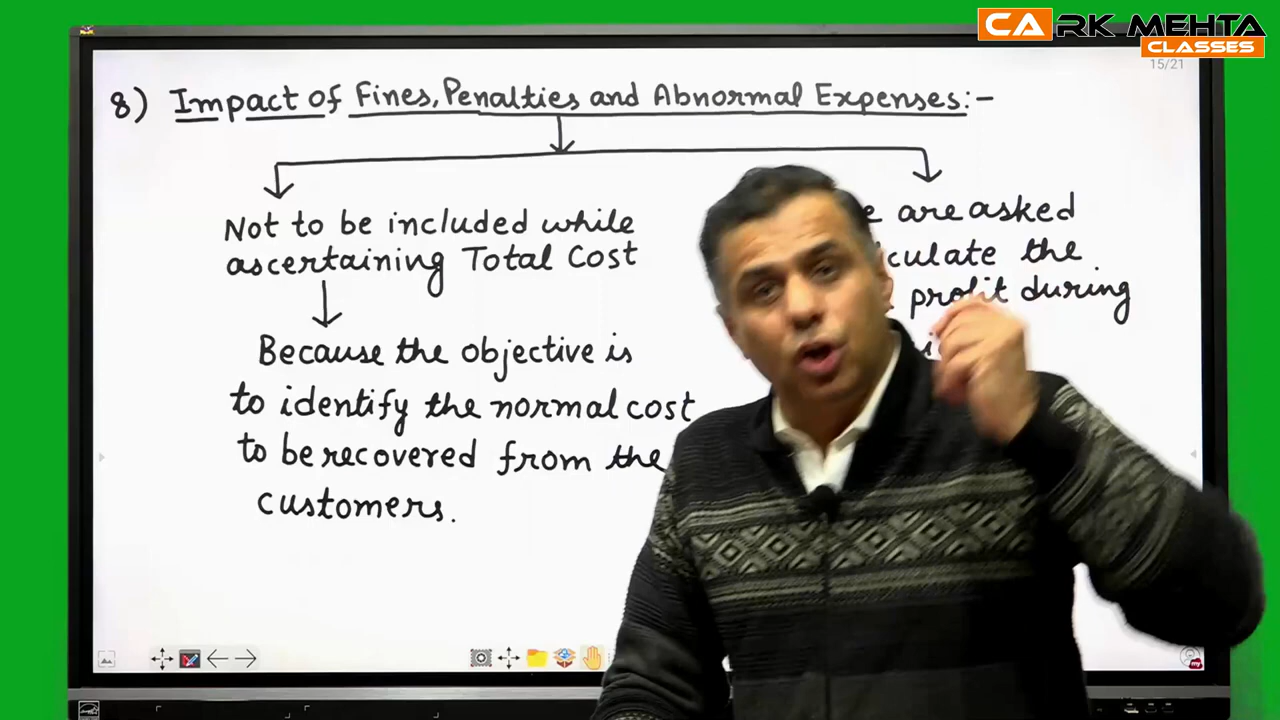 CA RK MEHTA
CLASSES
15/21
8) Impact of Fines, Penalties and Abnormal Expenses:-
Not to be included while
ascertaining Total Cost
Because the objective is
to identify the normal cost
to be recovered from the
customers.
are asked
the
profit during